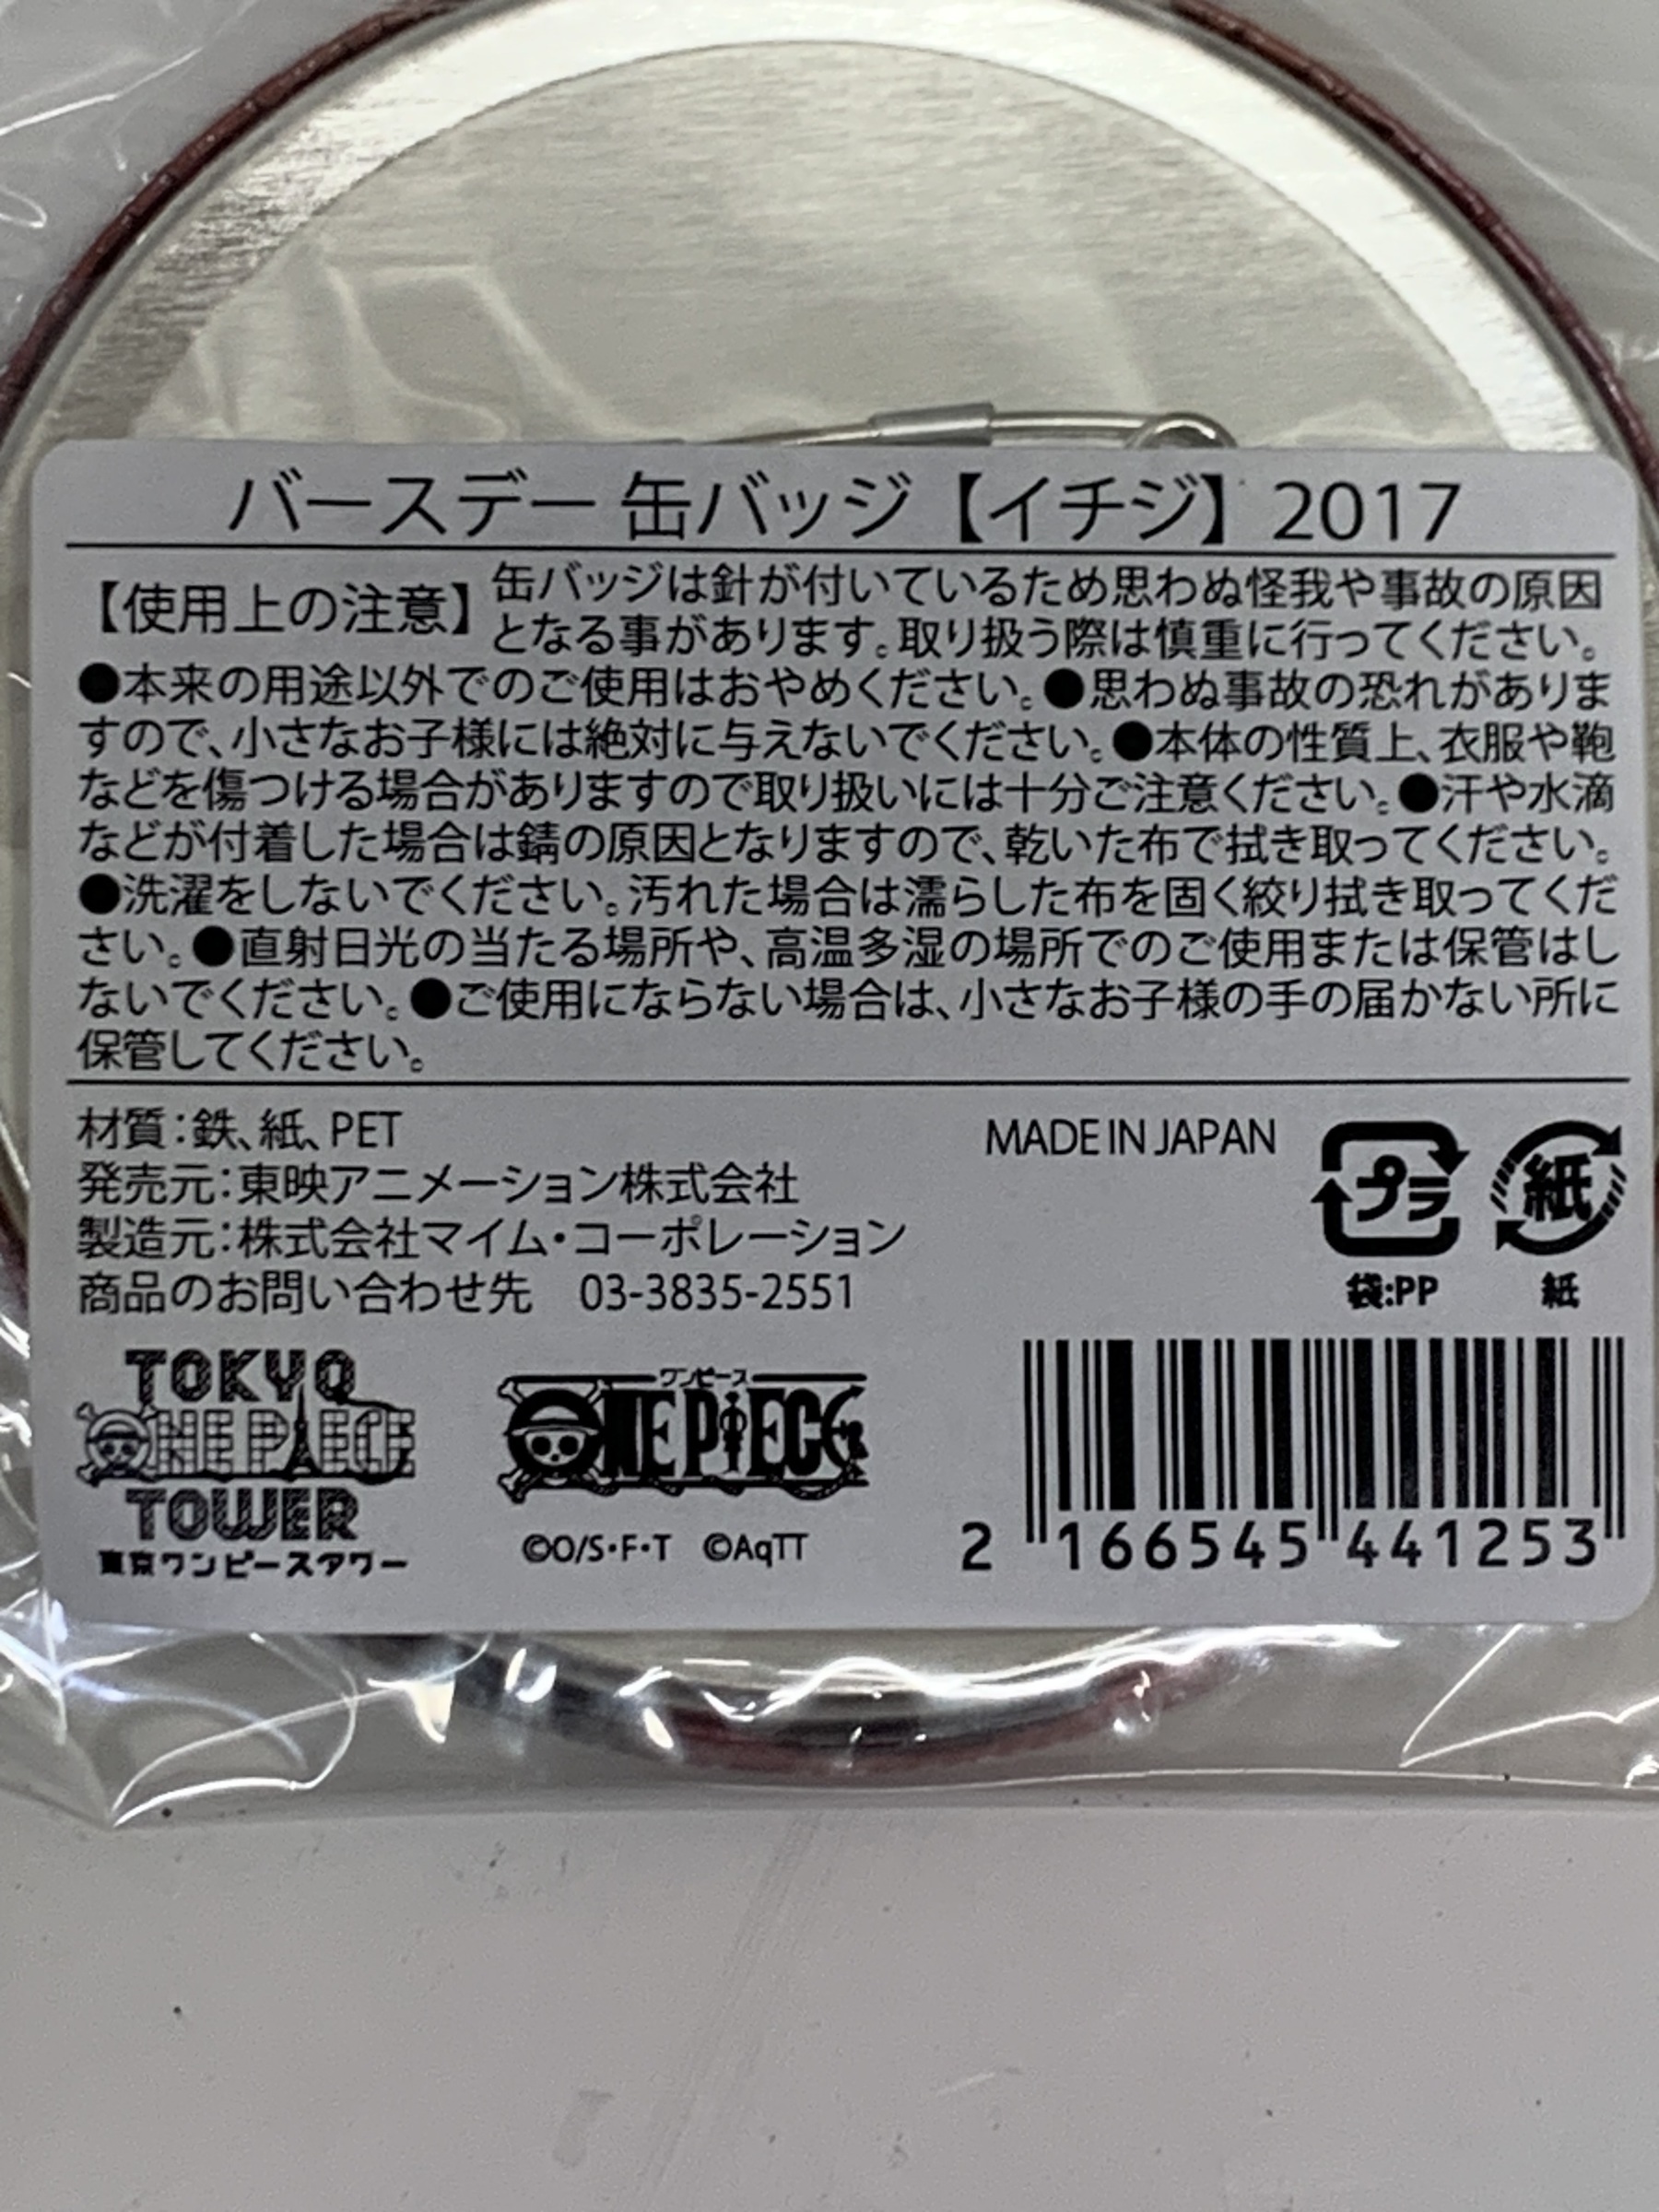 バースデー 缶バッジ【イチジ】2017
【使用上の注意】
缶バッジは針が付いているため思わぬ怪我や事故の原因
となる事があります。取り扱う際は慎重に行ってください。
●本来の用途以外でのご使用はおやめください。●思わぬ事故の恐れがありま
すので、小さなお子様には絶対に与えないでください。●本体の性質上、衣服や鞄
などを傷つける場合がありますので取り扱いには十分ご注意ください。●汗や水滴
などが付着した場合は錆の原因となりますので、乾いた布で拭き取ってください。
●洗濯をしないでください。汚れた場合は濡らした布を固く絞り拭き取ってくだ
さい。●直射日光の当たる場所や、高温多湿の場所でのご使用または保管はし
ないでください。●ご使用にならない場合は、小さなお子様の手の届かない所に
保管してください。
材質：鉄、紙、PET
MADE IN JAPAN
発売元：東映アニメーション株式会社
製造元：株式会社マイム・コーポレーション
商品のお問い合わせ先　03-3835-2551
プラ
袋:PP
紙
紙
TOKYO
ONE PIECE
TOWER
東京ワンピースタワー
ワンピース
ONE PIECE
©O/S・F・T ©AqTT
2 166545 441253